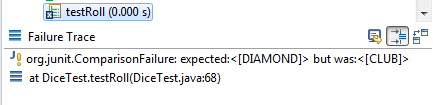 testRoll (0.000 s)
Failure Trace
org.junit.ComparisonFailure: expected:<[DIAMOND]> but was:<[CLUB]>
at DiceTest.testRoll(DiceTest.java:68)